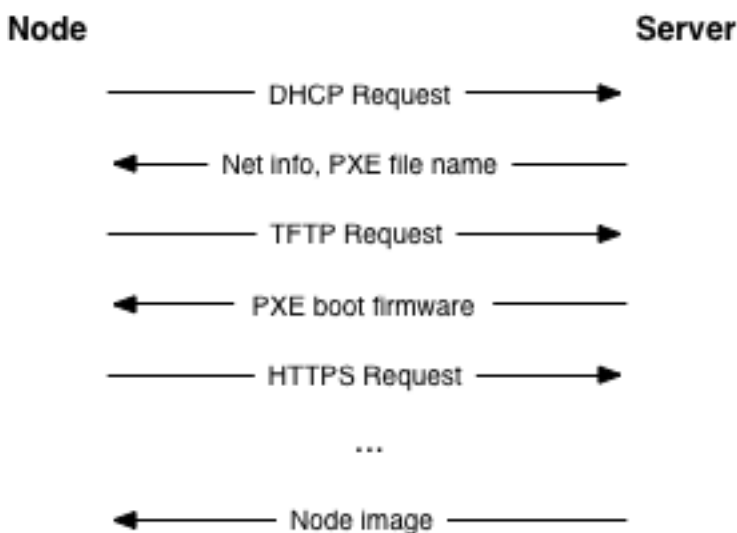 Node Server
DHCP Request
Net info, PXE file name
TFTP Request
PXE boot firmware
HTTPS Request
...
Node image